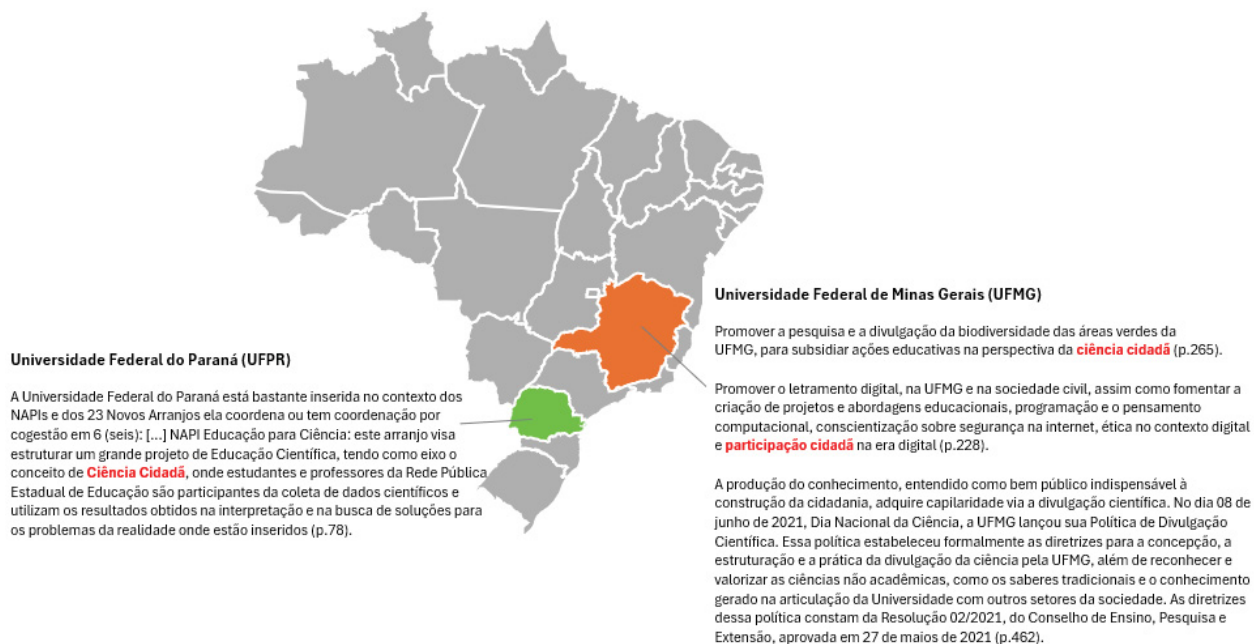 Universidade Federal do Paraná (UFPR)
A Universidade Federal do Paraná está bastante inserida no contexto dos
NAPIs e dos 23 Novos Arranjos ela coordena ou tem coordenação por
cogestão em 6 (seis): [...] NAPI Educação para Ciência: este arranjo visa
estruturar um grande projeto de Educação Científica, tendo como eixo o
conceito de Ciência Cidadã, onde estudantes e professores da Rede Pública
Estadual de Educação são participantes da coleta de dados científicos e
utilizam os resultados obtidos na interpretação e na busca de soluções para
os problemas da realidade onde estão inseridos (p.78).
Universidade Federal de Minas Gerais (UFMG)
Promover a pesquisa e a divulgação da biodiversidade das áreas verdes da
UFMG, para subsidiar ações educativas na perspectiva da ciência cidadã (p.265).
Promover o letramento digital, na UFMG e na sociedade civil, assim como fomentar a
criação de projetos e abordagens educacionais, programação e o pensamento
computacional, conscientização sobre segurança na internet, ética no contexto digital
e participação cidadã na era digital (p.228).
A produção do conhecimento, entendido como bem público indispensável à
construção da cidadania, adquire capilaridade via a divulgação científica. No dia 08 de
junho de 2021, Dia Nacional da Ciência, a UFMG lançou sua Política de Divulgação
Científica. Essa política estabeleceu formalmente as diretrizes para a concepção, a
estruturação e a prática da divulgação da ciência pela UFMG, além de reconhecer e
valorizar as ciências não acadêmicas, como os saberes tradicionais e o conhecimento
gerado na articulação da Universidade com outros setores da sociedade. As diretrizes
dessa política constam da Resolução 02/2021, do Conselho de Ensino, Pesquisa e
Extensão, aprovada em 27 de maios de 2021 (p.462).